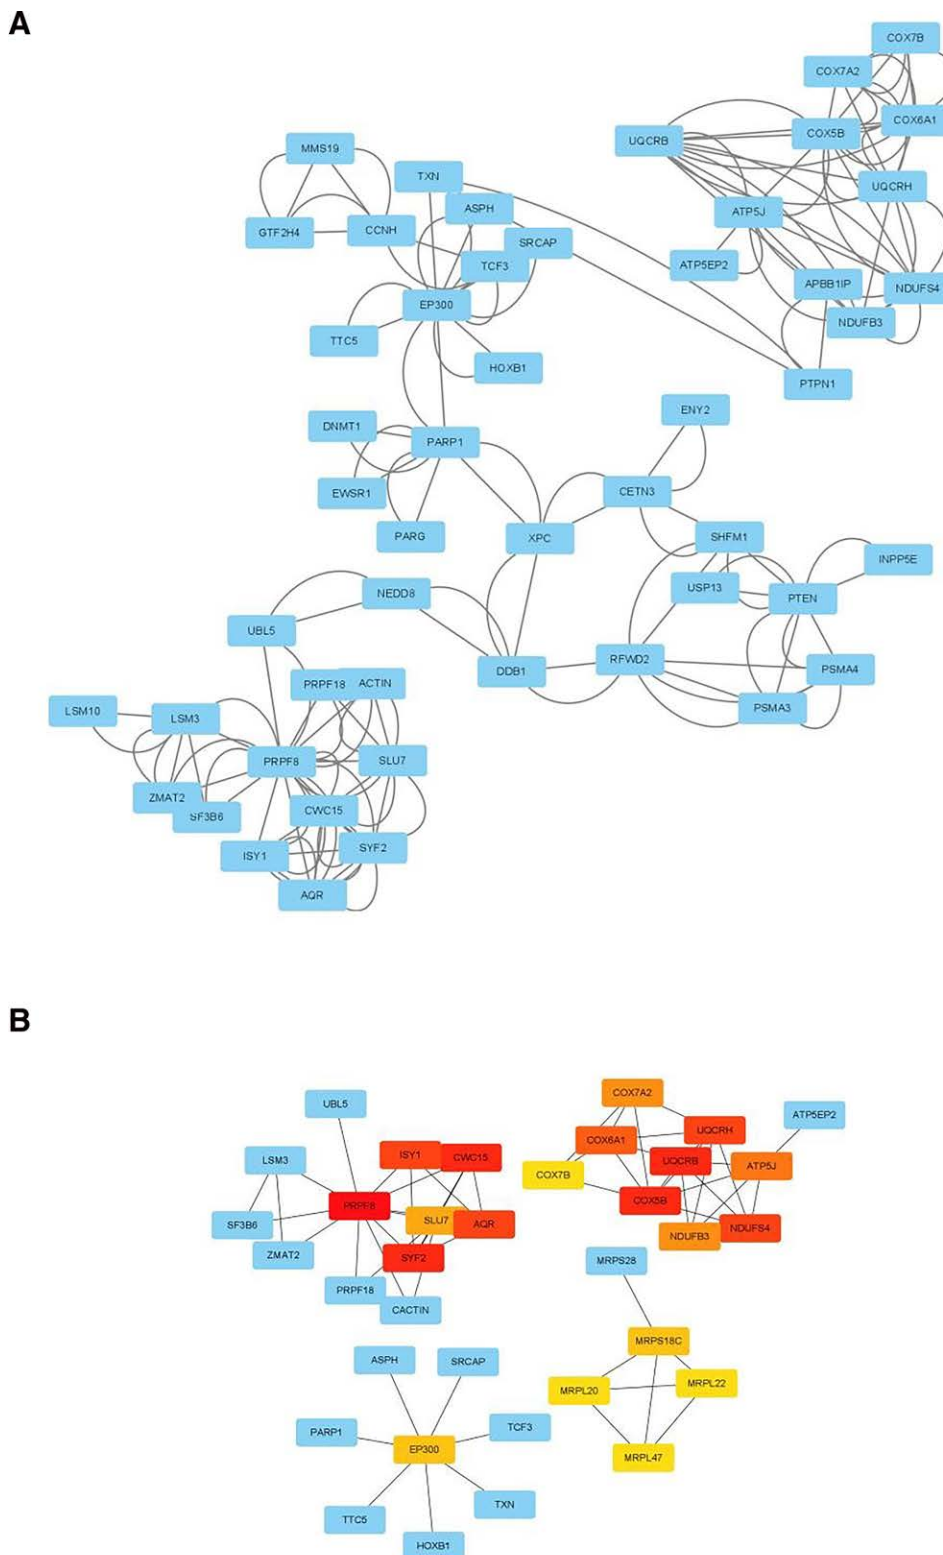 A
COX7B
COX7A2
COX6A1
COX5B
UQCRB
MMS19
TXN
UQCRH
ASPH
ATP5J
GTF2H4
CCNH
SRCAP
TCF3
ATP5EP2
APBB1IP
NDUFS4
EP300
NDUFB3
TTC5
HOXB1
PTPN1
ENY2
DNMT1
PARP1
EWSR1
CETN3
PARG
XPC
SHFM1
INPP5E
USP13
NEDD8
PTEN
UBL5
RFWD2
DDB1
PSMA4
PRPF18
ACTIN
LSM10
LSM3
PSMA3
PRPF8
SLU7
ZMAT2
CWC15
SF3B6
ISY1
SYF2
AQR
B
COX7A2
UBL5
ATP5EP2
UQCRH
COX6A1
ISY1
CWC15
LSM3
UQCRB
ATP5J
COX7B
PRPF8
COX5B
SLU7
AQR
SF3B6
NDUFS4
NDUFB3
ZMAT2
SYF2
MRPS28
PRPF18
CACTIN
MRPS18C
ASPH
SRCAP
MRPL22
MRPL20
TCF3
PARP1
EP300
MRPL47
TXN
TTC5
HOXB1